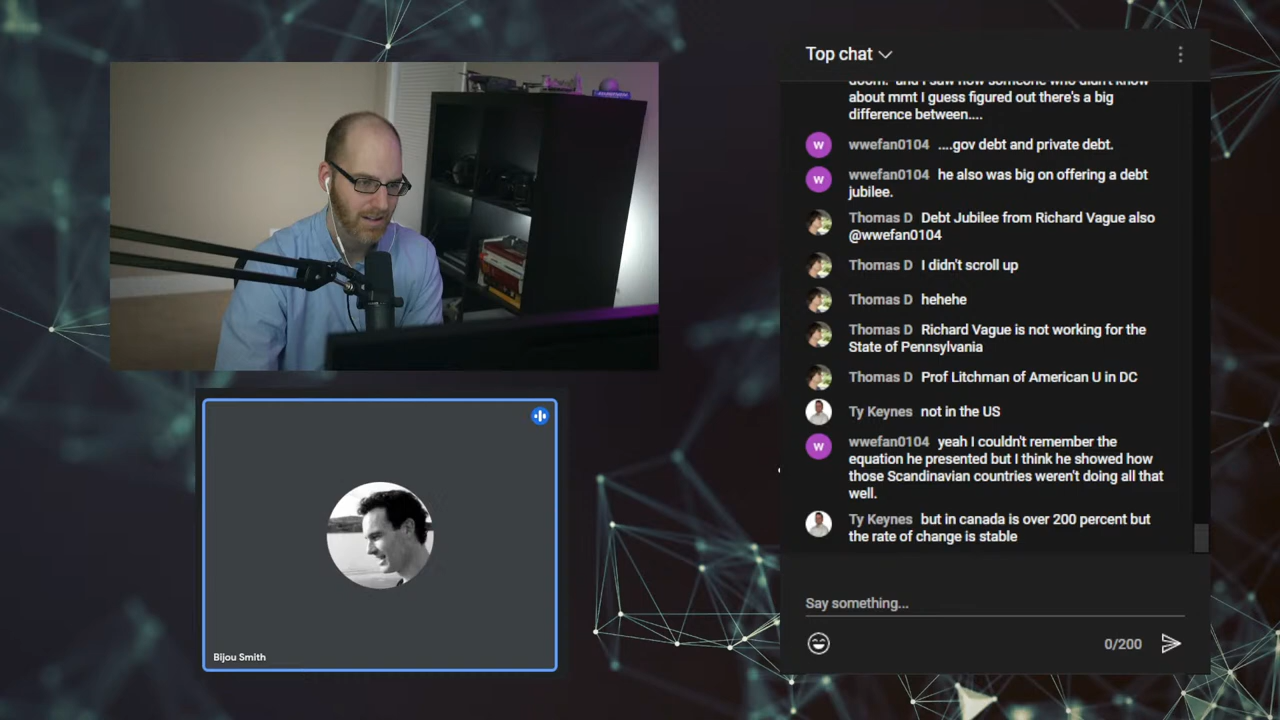 Top chat
about mmt I guess figured out there's a big
difference between....
wwefan0104 ....gov debt and private debt.
wwefan0104 he also was big on offering a debt
jubilee.
Thomas D Debt Jubilee from Richard Vague also
@wwefan0104
Thomas D I didn't scroll up
Thomas D hehehe
Thomas D Richard Vague is not working for the
State of Pennsylvania
Thomas D Prof Litchman of American U in DC
Ty Keynes not in the US
wwefan0104 yeah I couldn't remember the
equation he presented but I think he showed how
those Scandinavian countries weren't doing all that
well.
Ty Keynes but in canada is over 200 percent but
the rate of change is stable
Say something...
0/200
W
W
W
Bijou Smith